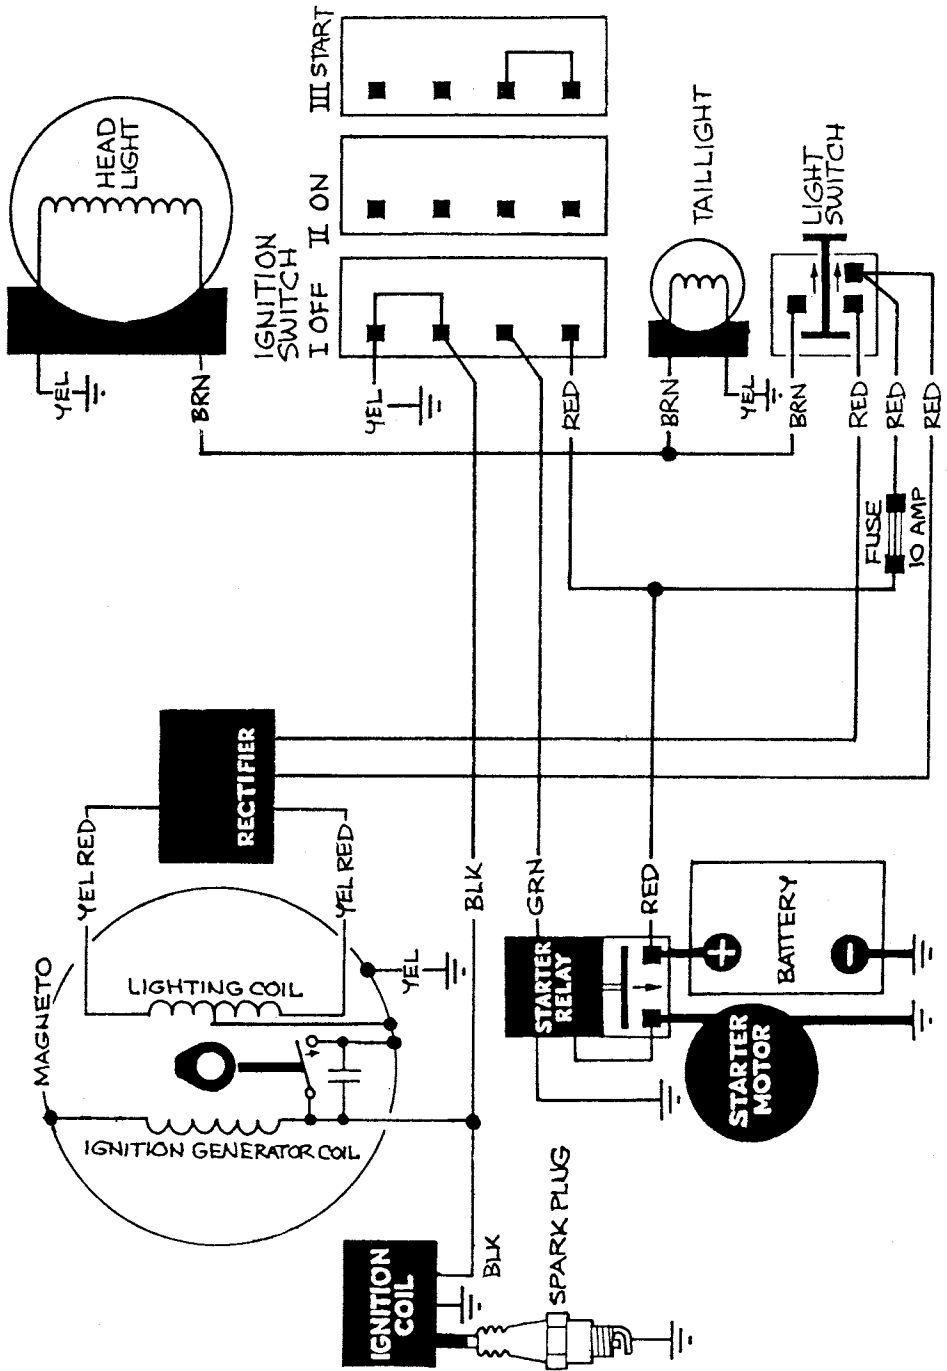 HEAD
LIGHT
YEL
BRN
IGNITION
SWITCH
I OFF
II ON
III START
YEL
RED
TAILLIGHT
BRN
YEL
LIGHT
SWITCH
BRN
RED
RED
RED
FUSE
10 AMP
RECTIFIER
YEL RED
YEL RED
BLK
GRN
RED
MAGNETO
LIGHTING COIL
YEL
IGNITION GENERATOR COIL
STARTER
RELAY
BATTERY
+
-
STARTER
MOTOR
IGNITION
COIL
BLK
SPARK PLUG